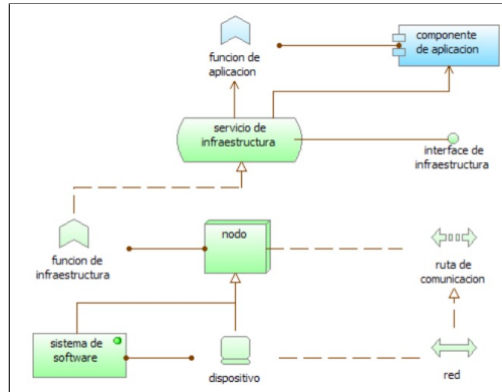 componente
de aplicacion
funcion de
aplicacion
servicio de
infraestructura
interface de
infraestructura
nodo
funcion de
infraestructura
ruta de
comunicacion
sistema de
software
dispositivo
red